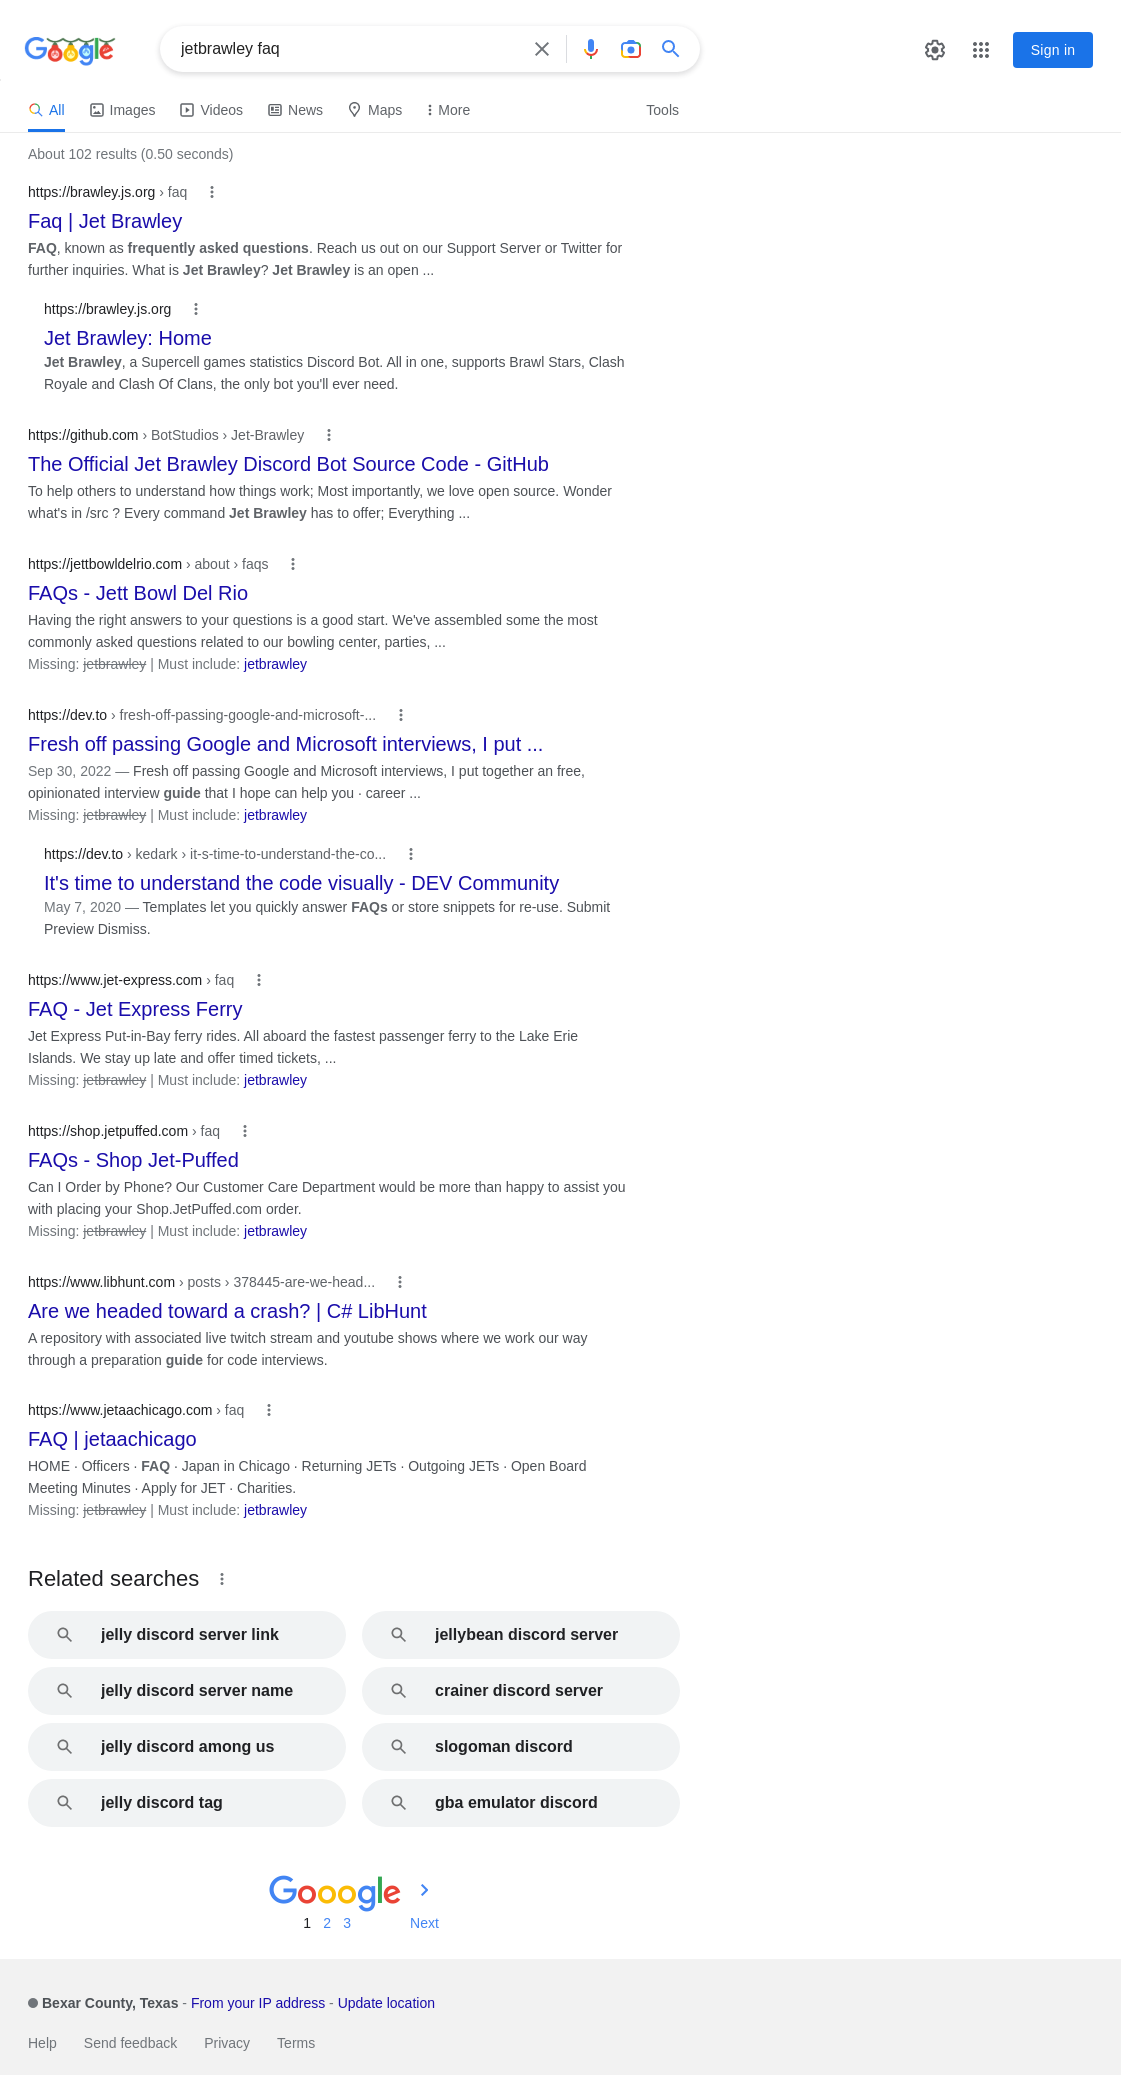 Google
jetbrawley faq
Sign in
All Images Videos News Maps More Tools
About 102 results (0.50 seconds)
https://brawley.js.org › faq
Faq | Jet Brawley
FAQ, known as frequently asked questions. Reach us out on our Support Server or Twitter for
further inquiries. What is Jet Brawley? Jet Brawley is an open ...
https://brawley.js.org
Jet Brawley: Home
Jet Brawley, a Supercell games statistics Discord Bot. All in one, supports Brawl Stars, Clash
Royale and Clash Of Clans, the only bot you'll ever need.
https://github.com › BotStudios › Jet-Brawley
The Official Jet Brawley Discord Bot Source Code - GitHub
To help others to understand how things work; Most importantly, we love open source. Wonder
what's in /src ? Every command Jet Brawley has to offer; Everything ...
https://jettbowldelrio.com › about › faqs
FAQs - Jett Bowl Del Rio
Having the right answers to your questions is a good start. We've assembled some the most
commonly asked questions related to our bowling center, parties, ...
Missing: jetbrawley | Must include: jetbrawley
https://dev.to › fresh-off-passing-google-and-microsoft-...
Fresh off passing Google and Microsoft interviews, I put ...
Sep 30, 2022 — Fresh off passing Google and Microsoft interviews, I put together an free,
opinionated interview guide that I hope can help you · career ...
Missing: jetbrawley | Must include: jetbrawley
https://dev.to › kedark › it-s-time-to-understand-the-co...
It's time to understand the code visually - DEV Community
May 7, 2020 — Templates let you quickly answer FAQs or store snippets for re-use. Submit
Preview Dismiss.
https://www.jet-express.com › faq
FAQ - Jet Express Ferry
Jet Express Put-in-Bay ferry rides. All aboard the fastest passenger ferry to the Lake Erie
Islands. We stay up late and offer timed tickets, ...
Missing: jetbrawley | Must include: jetbrawley
https://shop.jetpuffed.com › faq
FAQs - Shop Jet-Puffed
Can I Order by Phone? Our Customer Care Department would be more than happy to assist you
with placing your Shop.JetPuffed.com order.
Missing: jetbrawley | Must include: jetbrawley
https://www.libhunt.com › posts › 378445-are-we-head...
Are we headed toward a crash? | C# LibHunt
A repository with associated live twitch stream and youtube shows where we work our way
through a preparation guide for code interviews.
https://www.jetaachicago.com › faq
FAQ | jetaachicago
HOME · Officers · FAQ · Japan in Chicago · Returning JETs · Outgoing JETs · Open Board
Meeting Minutes · Apply for JET · Charities.
Missing: jetbrawley | Must include: jetbrawley
Related searches
jelly discord server link
jellybean discord server
jelly discord server name
crainer discord server
jelly discord among us
slogoman discord
jelly discord tag
gba emulator discord
Gooogle
1 2 3 Next
Bexar County, Texas - From your IP address - Update location
Help Send feedback Privacy Terms